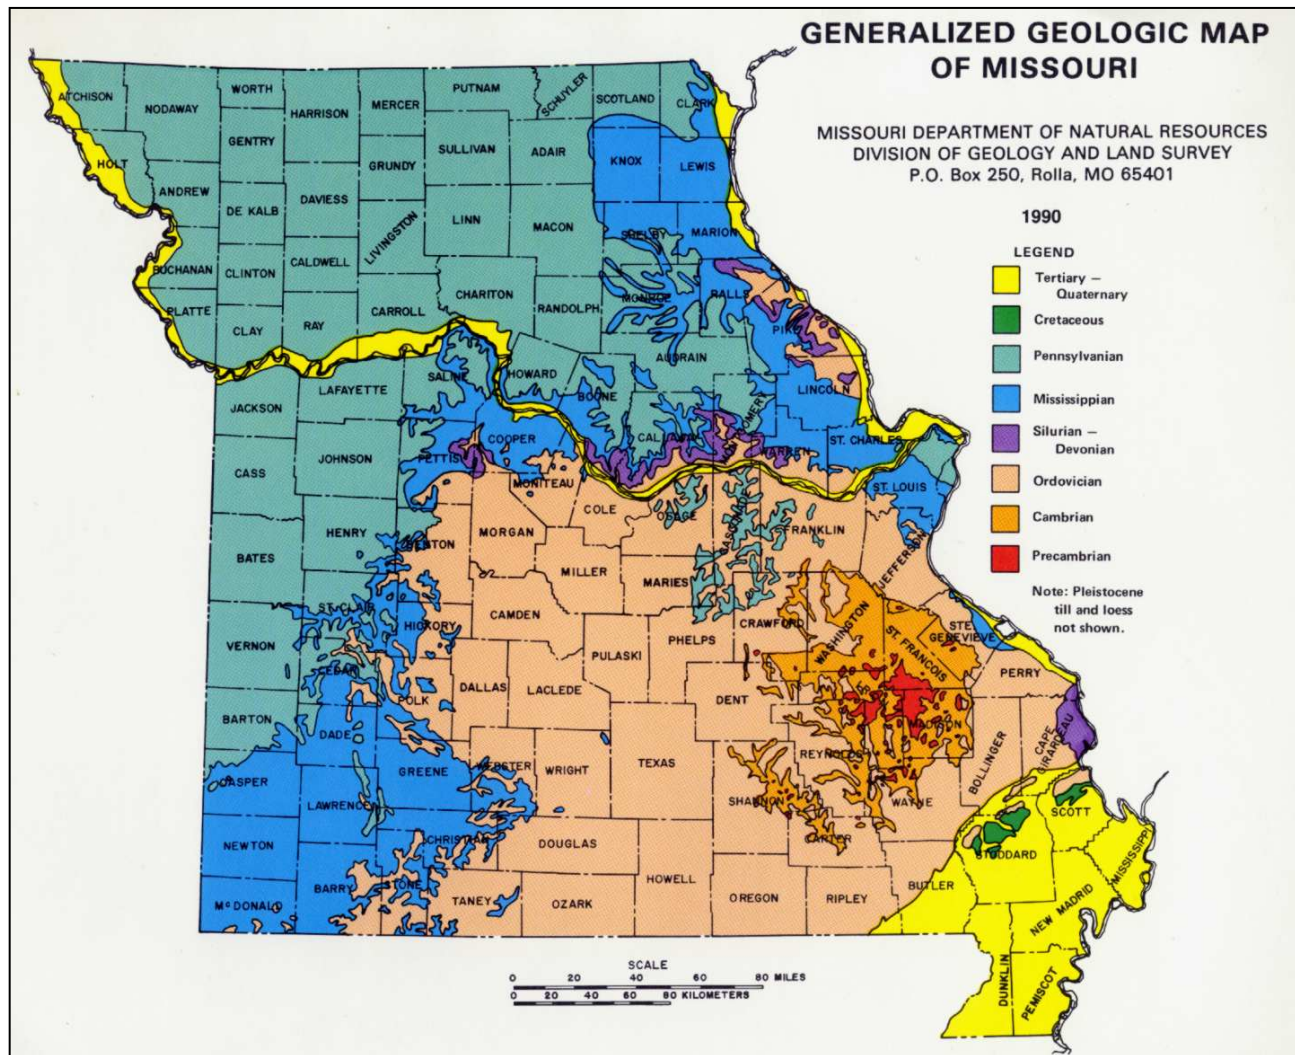 GENERALIZED GEOLOGIC MAP
OF MISSOURI
MISSOURI DEPARTMENT OF NATURAL RESOURCES
DIVISION OF GEOLOGY AND LAND SURVEY
P.O. Box 250, Rolla, MO 65401
1990
LEGEND
Tertiary –
Quaternary
Cretaceous
Pennsylvanian
Mississippian
Silurian –
Devonian
Ordovician
Cambrian
Precambrian
Note: Pleistocene
till and loess
not shown.
ATCHISON
NODAWAY
WORTH
HARRISON
MERCER
PUTNAM
SCHUYLER
SCOTLAND
CLARK
HOLT
GENTRY
GRUNDY
SULLIVAN
ADAIR
KNOX
LEWIS
ANDREW
DE KALB
DAVIESS
LIVINGSTON
LINN
MACON
SHELBY
MARION
BUCHANAN
CLINTON
CALDWELL
CHARITON
RANDOLPH
MONROE
RALLS
PIKE
PLATTE
CLAY
RAY
CARROLL
AUDRAIN
LINCOLN
JACKSON
LAFAYETTE
SALINE
HOWARD
BOONE
CALLAWAY
MONTGOMERY
WARREN
ST. CHARLES
CASS
JOHNSON
PETTIS
COOPER
MONITEAU
COLE
OSAGE
GASCONADE
FRANKLIN
ST. LOUIS
BATES
HENRY
BENTON
MORGAN
MILLER
MARIES
JEFFERSON
VERNON
ST. CLAIR
HICKORY
CAMDEN
PULASKI
PHELPS
CRAWFORD
WASHINGTON
ST. FRANCOIS
STE.
GENEVIEVE
CEDAR
POLK
DALLAS
LACLEDE
DENT
PERRY
BARTON
DADE
GREENE
WEBSTER
WRIGHT
TEXAS
REYNOLDS
MADISON
BOLLINGER
CAPE
GIRARDEAU
JASPER
LAWRENCE
CHRISTIAN
DOUGLAS
SHANNON
CARTER
WAYNE
SCOTT
STODDARD
MISSISSIPPI
NEWTON
BARRY
STONE
TANEY
OZARK
HOWELL
OREGON
RIPLEY
BUTLER
NEW MADRID
McDONALD
DUNKLIN
PEMISCOT
SCALE
0 20 40 60 80 MILES
0 20 40 60 80 KILOMETERS